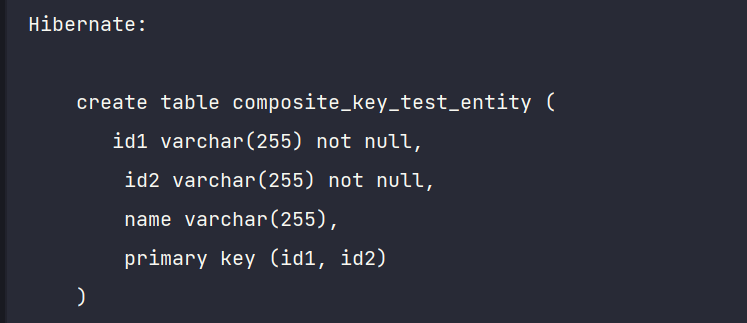 Hibernate:
create table composite_key_test_entity (
id1 varchar(255) not null,
id2 varchar(255) not null,
name varchar(255),
primary key (id1, id2)
)